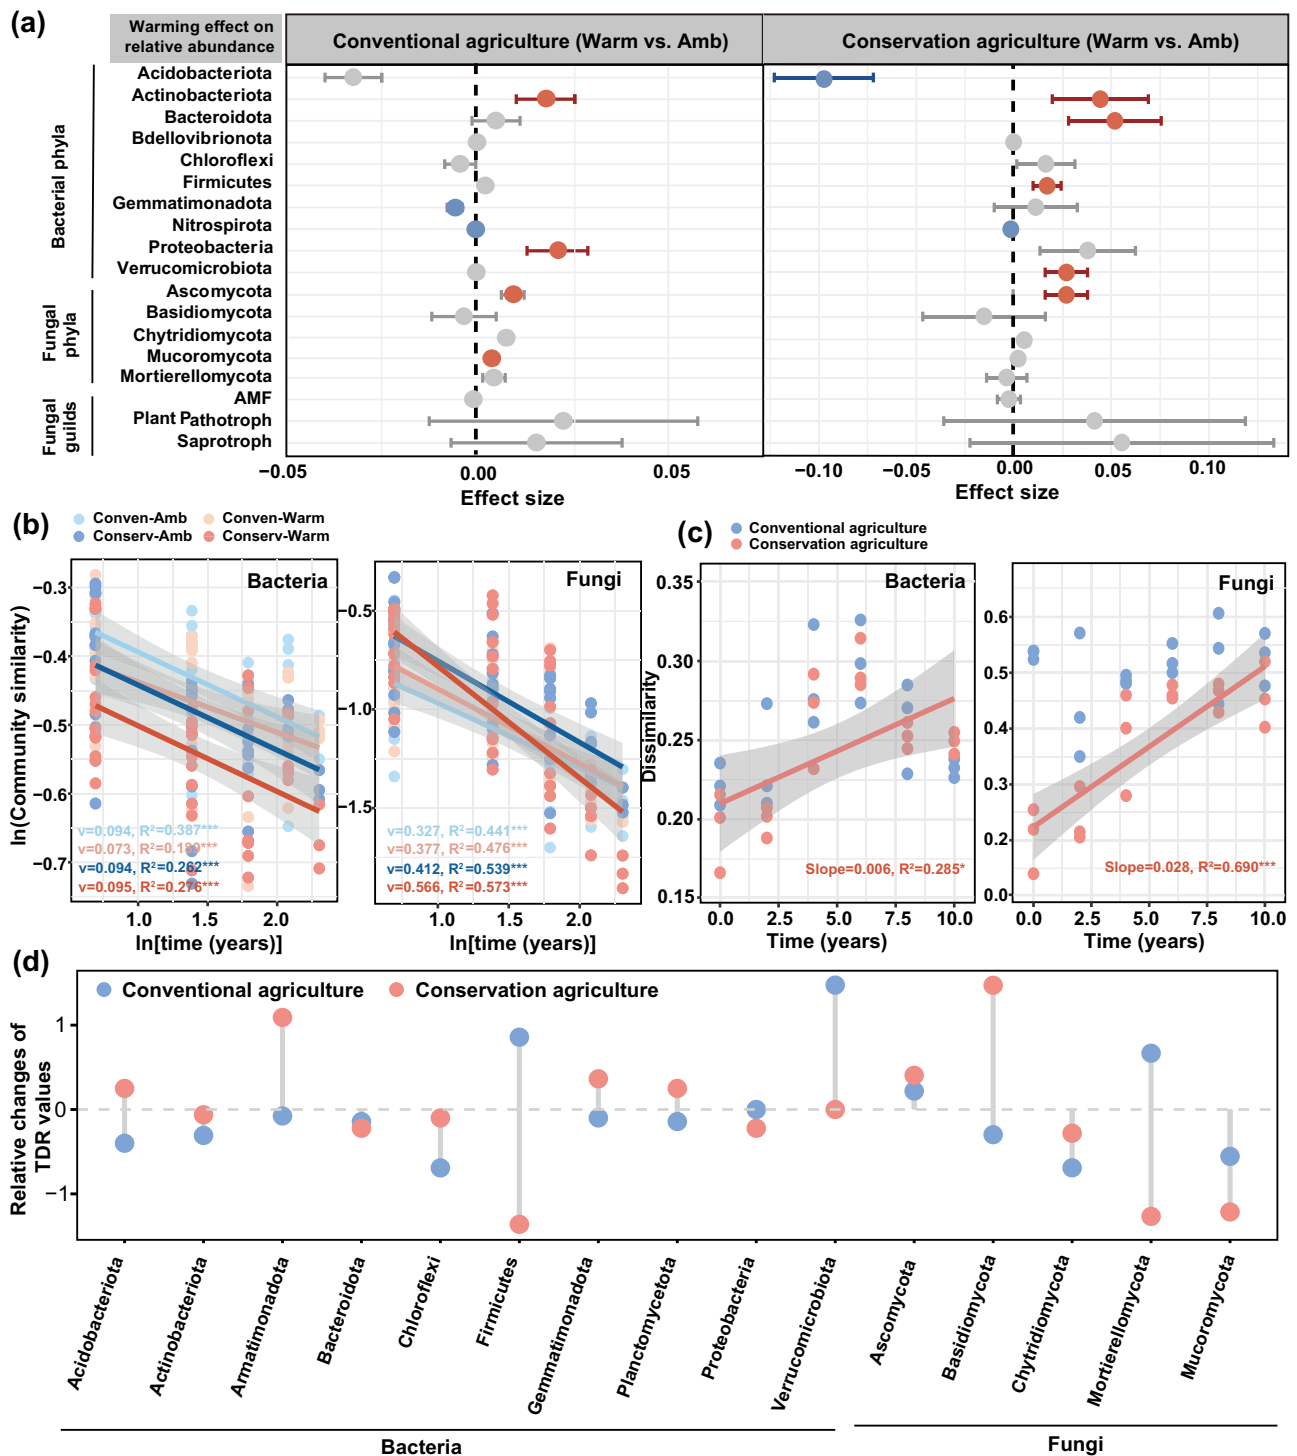 (a)
Warming effect on
relative abundance
Conventional agriculture (Warm vs. Amb)
Conservation agriculture (Warm vs. Amb)
Bacterial phyla
Acidobacteriota
Actinobacteriota
Bacteroidota
Bdellovibrionota
Chloroflexi
Firmicutes
Gemmatimonadota
Nitrospirota
Proteobacteria
Verrucomicrobiota
Fungal
phyla
Ascomycota
Basidiomycota
Chytridiomycota
Mucoromycota
Mortierellomycota
Fungal
guilds
AMF
Plant Pathotroph
Saprotroph
−0.05 0.00 0.05
Effect size
−0.10 −0.05 0.00 0.05 0.10
Effect size
(b)
Conven-Amb Conven-Warm
Conserv-Amb Conserv-Warm
ln(Community similarity)
Bacteria
−0.3
−0.4
−0.5
−0.6
−0.7
v=0.094, R²=0.387***
v=0.073, R²=0.189***
v=0.094, R²=0.262***
v=0.095, R²=0.276***
1.0 1.5 2.0
ln[time (years)]
Fungi
−0.5
−1.0
−1.5
v=0.327, R²=0.441***
v=0.377, R²=0.476***
v=0.412, R²=0.539***
v=0.566, R²=0.573***
1.0 1.5 2.0
ln[time (years)]
(c)
Conventional agriculture
Conservation agriculture
Dissimilarity
Bacteria
0.35
0.30
0.25
0.20
0.15
Slope=0.006, R²=0.285*
0.0 2.5 5.0 7.5 10.0
Time (years)
Fungi
0.6
0.5
0.4
0.3
0.2
0.0
Slope=0.028, R²=0.690***
0.0 2.5 5.0 7.5 10.0
Time (years)
(d)
Conventional agriculture Conservation agriculture
Relative changes of
TDR values
1
0
−1
Acidobacteriota
Actinobacteriota
Armatimonadota
Bacteroidota
Chloroflexi
Firmicutes
Gemmatimonadota
Planctomycetota
Proteobacteria
Verrucomicrobiota
Ascomycota
Basidiomycota
Chytridiomycota
Mortierellomycota
Mucoromycota
Bacteria
Fungi